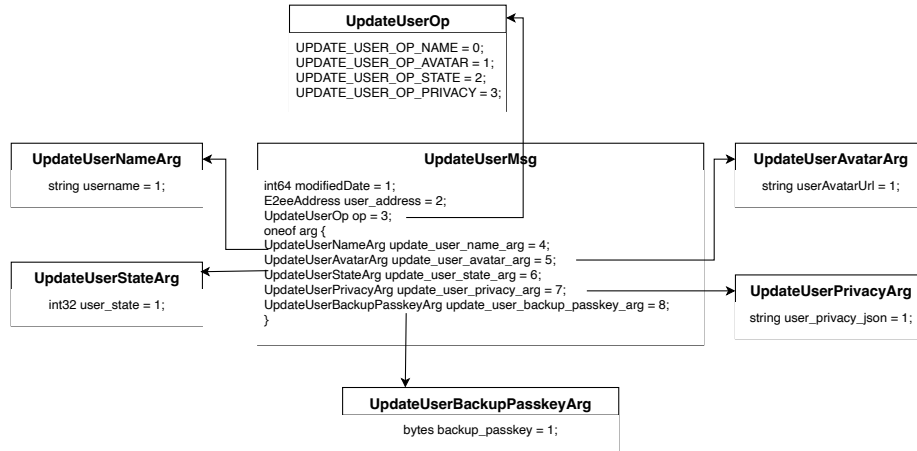 UpdateUserOp
UPDATE_USER_OP_NAME = 0;
UPDATE_USER_OP_AVATAR = 1;
UPDATE_USER_OP_STATE = 2;
UPDATE_USER_OP_PRIVACY = 3;
UpdateUserNameArg
string username = 1;
UpdateUserStateArg
int32 user_state = 1;
UpdateUserMsg
int64 modifiedDate = 1;
E2eeAddress user_address = 2;
UpdateUserOp op = 3;
oneof arg {
UpdateUserNameArg update_user_name_arg = 4;
UpdateUserAvatarArg update_user_avatar_arg = 5;
UpdateUserStateArg update_user_state_arg = 6;
UpdateUserPrivacyArg update_user_privacy_arg = 7;
UpdateUserBackupPasskeyArg update_user_backup_passkey_arg = 8;
}
UpdateUserAvatarArg
string userAvatarUrl = 1;
UpdateUserPrivacyArg
string user_privacy_json = 1;
UpdateUserBackupPasskeyArg
bytes backup_passkey = 1;